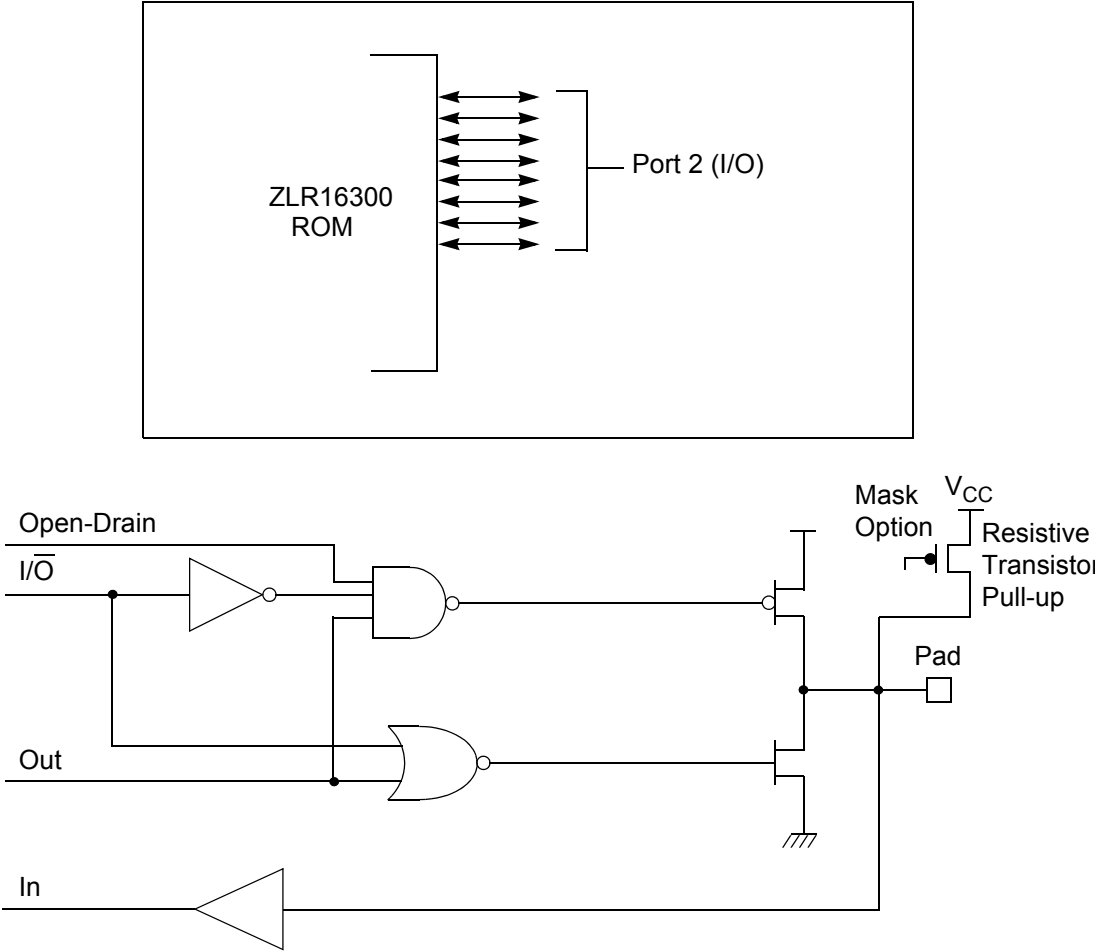 ZLR16300
ROM
Port 2 (I/O)
Mask
Option
VCC
Resistive
Transistor
Pull-up
Open-Drain
I/O̅
Pad
Out
In